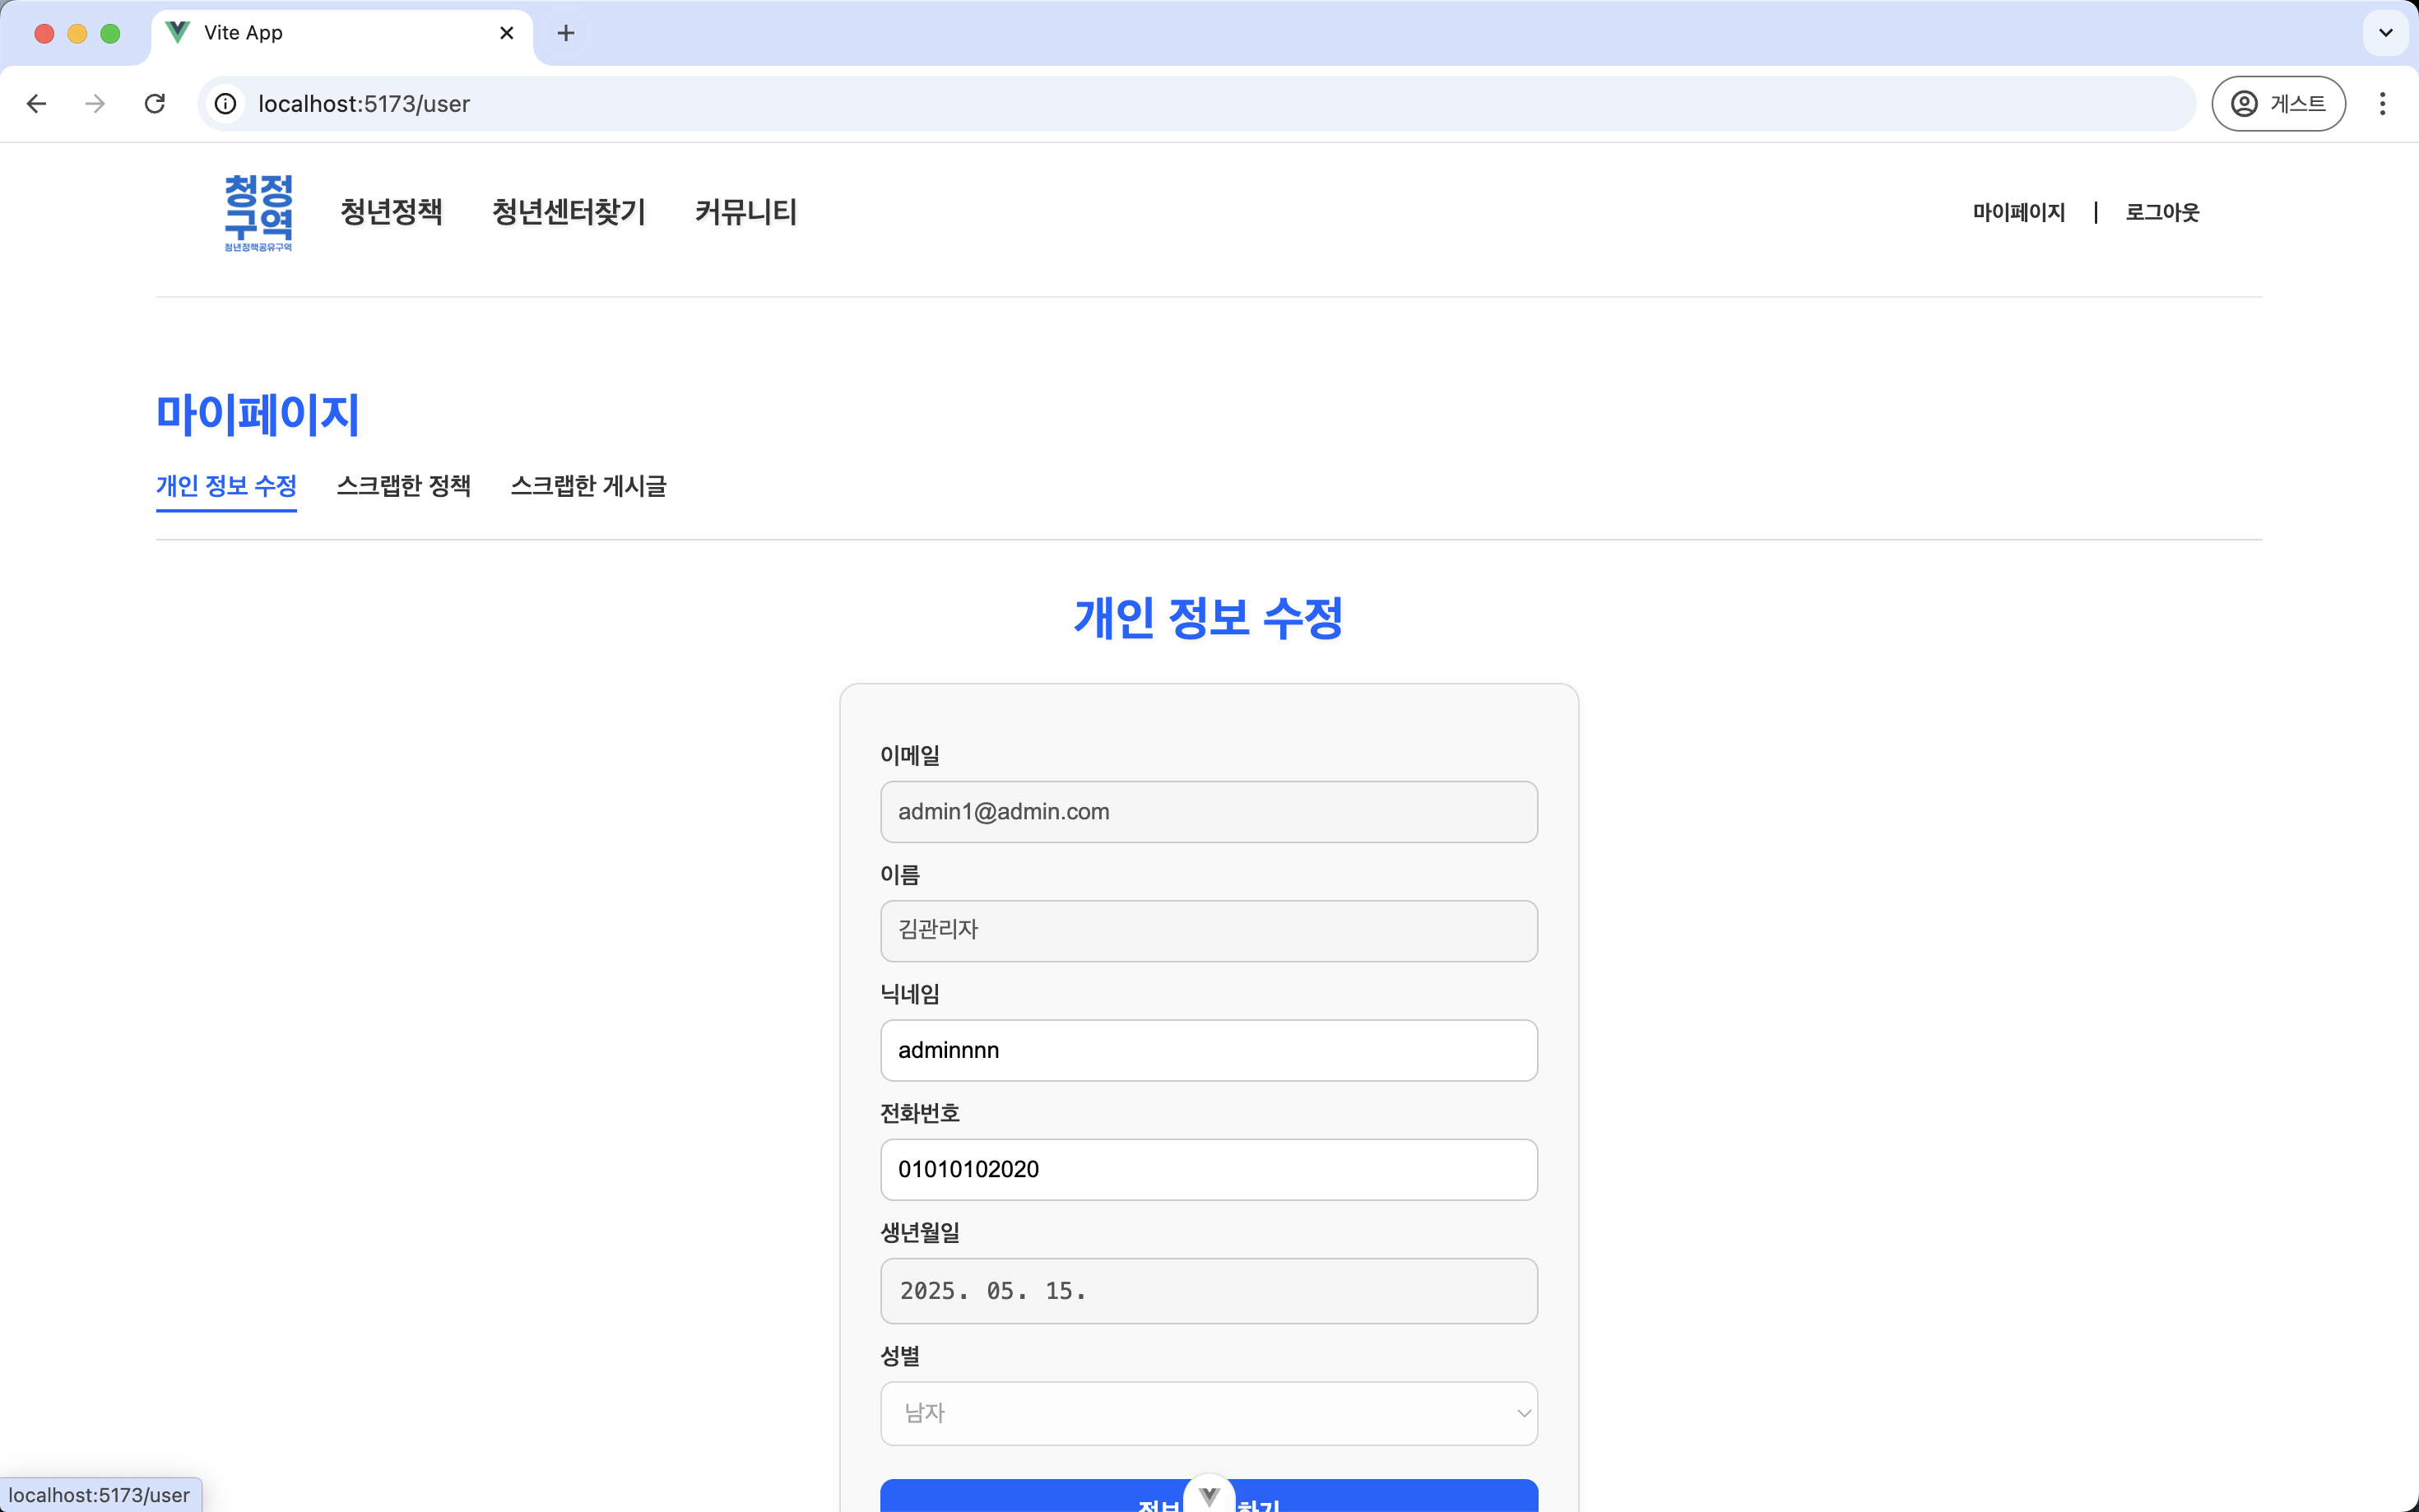 Vite App
localhost:5173/user
게스트
청정
구역
청년정책공유구역
청년정책 청년센터찾기 커뮤니티
마이페이지 | 로그아웃
마이페이지
개인 정보 수정 스크랩한 정책 스크랩한 게시글
개인 정보 수정
이메일
admin1@admin.com
이름
김관리자
닉네임
adminnnn
전화번호
01010102020
생년월일
2025. 05. 15.
성별
남자
정보 하기
localhost:5173/user